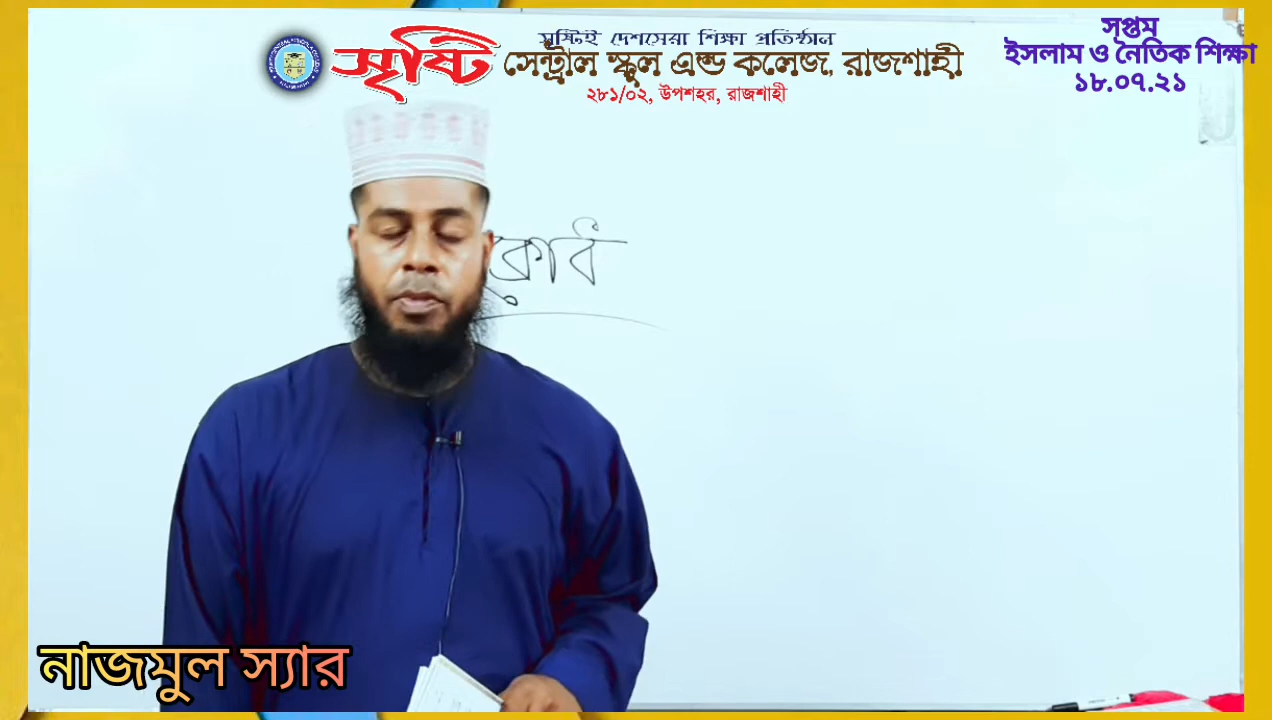 সৃষ্টিই দেশসেরা শিক্ষা প্রতিষ্ঠান
সৃষ্টি সেন্ট্রাল স্কুল এন্ড কলেজ, রাজশাহী
২৮১/০২, উপশহর, রাজশাহী
সপ্তম
ইসলাম ও নৈতিক শিক্ষা
১৮.০৭.২১
নাজমুল স্যার